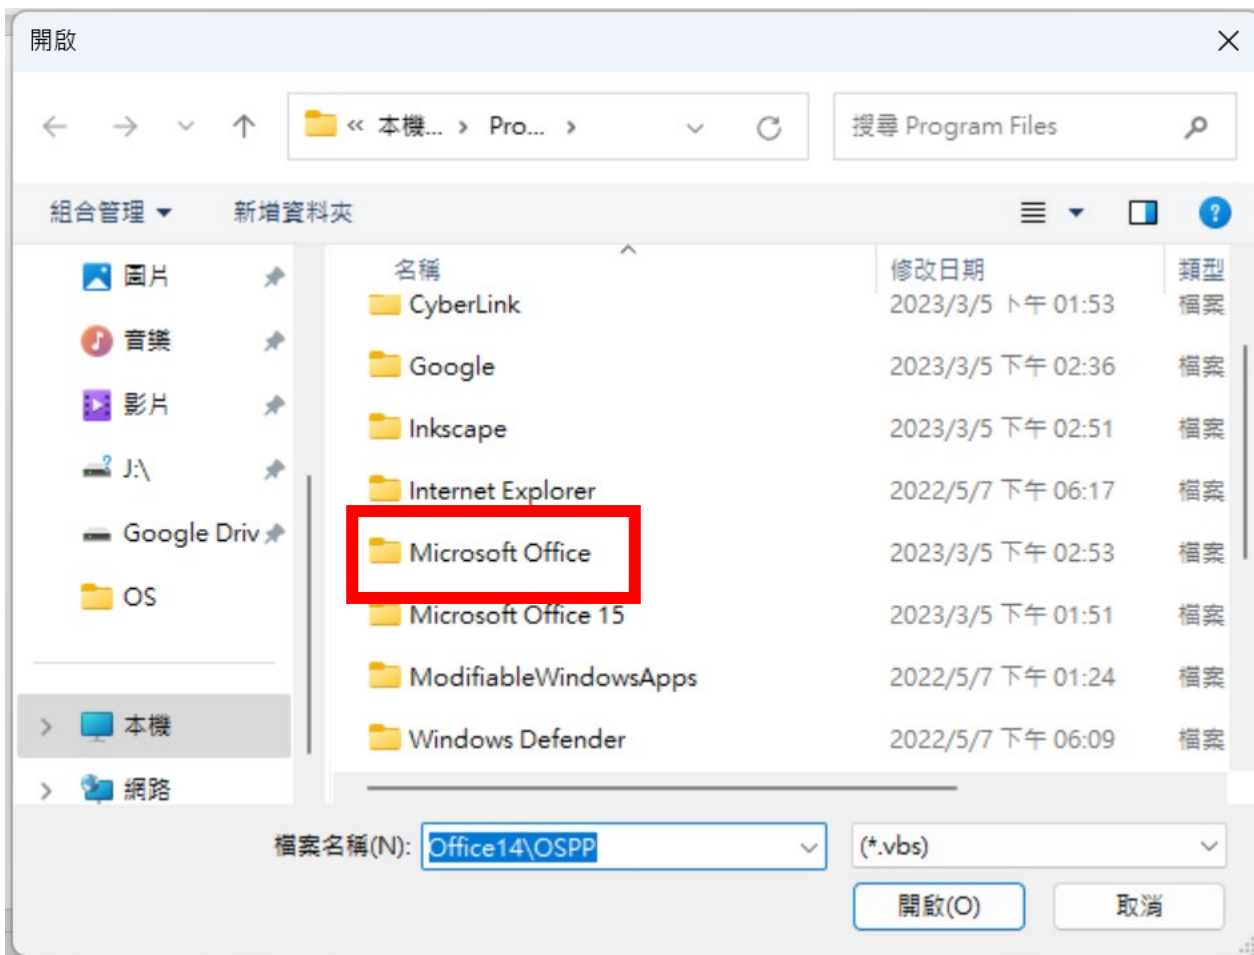 開啟
« 本機... › Pro... ›
搜尋 Program Files
組合管理
新增資料夾
名稱
修改日期
類型
圖片
音樂
影片
J:\
Google Driv
OS
本機
網路
CyberLink 2023/3/5 下午 01:53 檔案
Google 2023/3/5 下午 02:36 檔案
Inkscape 2023/3/5 下午 02:51 檔案
Internet Explorer 2022/5/7 下午 06:17 檔案
Microsoft Office 2023/3/5 下午 02:53 檔案
Microsoft Office 15 2023/3/5 下午 01:51 檔案
ModifiableWindowsApps 2022/5/7 下午 01:24 檔案
Windows Defender 2022/5/7 下午 06:09 檔案
檔案名稱(N): Office14\OSPP
(*.vbs)
開啟(O)
取消